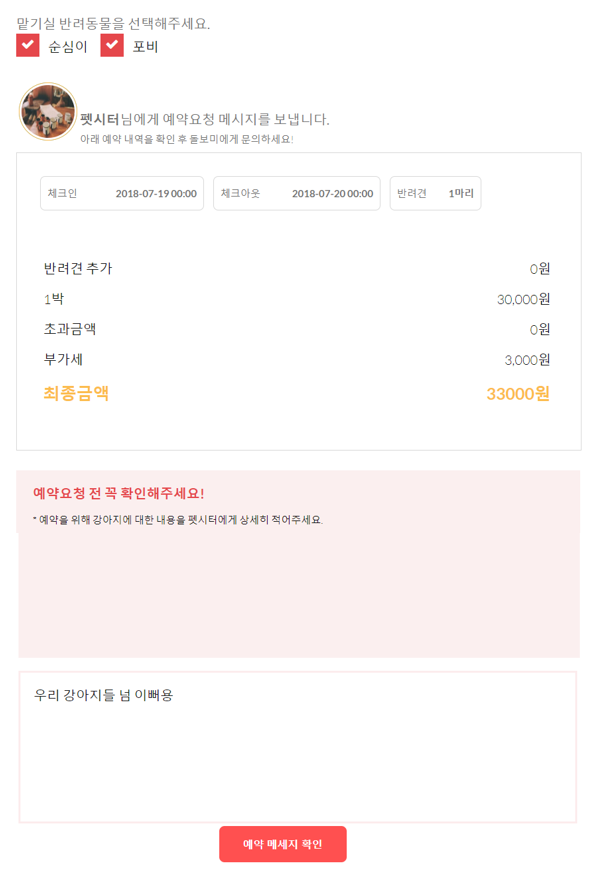 맡기실 반려동물을 선택해주세요.
순심이 포비
펫시터님에게 예약요청 메시지를 보냅니다.
아래 예약 내역을 확인 후 돌보미에게 문의하세요!
체크인 2018-07-19 00:00 체크아웃 2018-07-20 00:00 반려견 1마리
반려견 추가 0원
1박 30,000원
초과금액 0원
부가세 3,000원
최종금액 33000원
예약요청 전 꼭 확인해주세요!
* 예약을 위해 강아지에 대한 내용을 펫시터에게 상세히 적어주세요.
우리 강아지들 넘 이뻐용
예약 메세지 확인